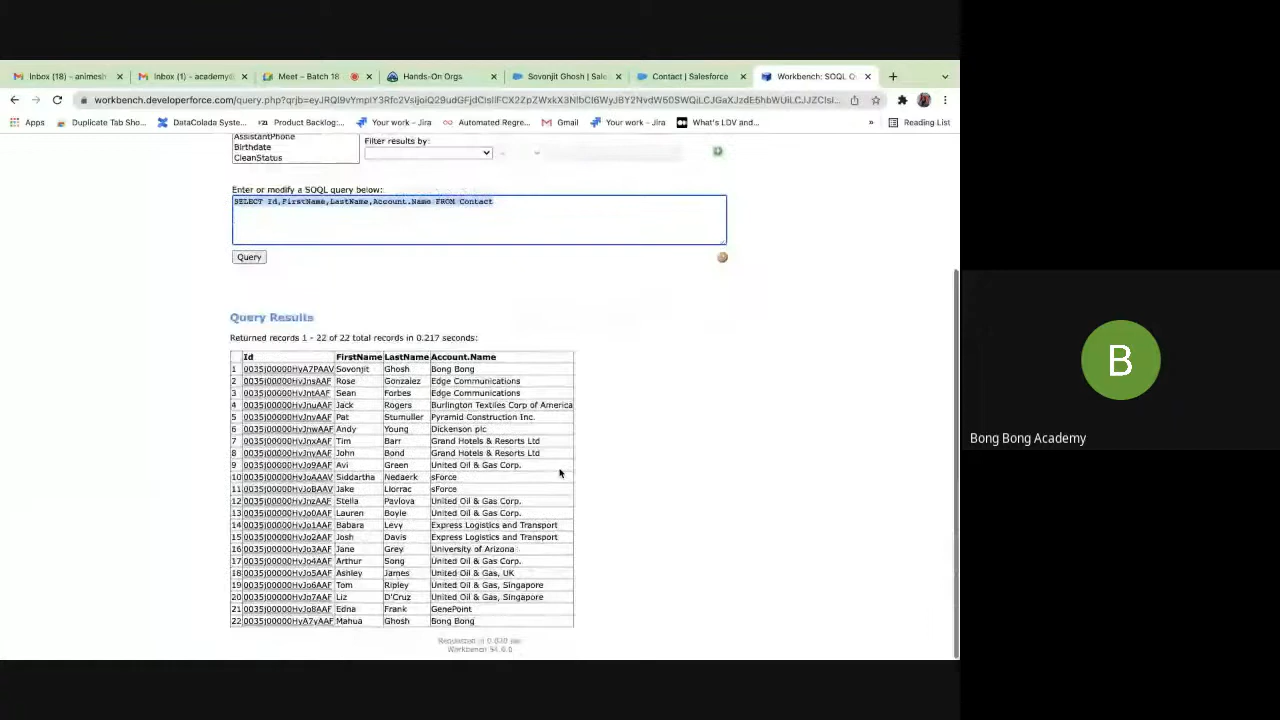 Inbox (18) – animesh
Inbox (1) – academy@
Meet – Batch 18
Hands-On Orgs
Sovonjit Ghosh | Sale
Contact | Salesforce
Workbench: SOQL Q
Apps
Duplicate Tab Sho...
DataColada Syste...
Product Backlog:...
Your work – Jira
Automated Regre...
Gmail
Your work – Jira
What's LDV and...
»
Reading List
AssistantPhone
Birthdate
CleanStatus
Filter results by:
Enter or modify a SOQL query below:
SELECT Id,FirstName,LastName,Account.Name FROM Contact
Query
Query Results
Returned records 1 - 22 of 22 total records in 0.217 seconds:
Id FirstName LastName Account.Name
1 0035j00000HvA7PAAV Sovonjit Ghosh Bong Bong
2 0035j00000HvJnsAAF Rose Gonzalez Edge Communications
3 0035j00000HvJntAAF Sean Forbes Edge Communications
4 0035j00000HvJnuAAF Jack Rogers Burlington Textiles Corp of America
5 0035j00000HvJnvAAF Pat Stumuller Pyramid Construction Inc.
6 0035j00000HvJnwAAF Andy Young Dickenson plc
7 0035j00000HvJnxAAF Tim Barr Grand Hotels & Resorts Ltd
8 0035j00000HvJnyAAF John Bond Grand Hotels & Resorts Ltd
9 0035j00000HvJo9AAF Avi Green United Oil & Gas Corp.
10 0035j00000HvJoAAAV Siddartha Nedaerk sForce
11 0035j00000HvJoBAAV Jake Llorrac sForce
12 0035j00000HvJnzAAF Stella Pavlova United Oil & Gas Corp.
13 0035j00000HvJo0AAF Lauren Boyle United Oil & Gas Corp.
14 0035j00000HvJo1AAF Babara Levy Express Logistics and Transport
15 0035j00000HvJo2AAF Josh Davis Express Logistics and Transport
16 0035j00000HvJo3AAF Jane Grey University of Arizona
17 0035j00000HvJo4AAF Arthur Song United Oil & Gas Corp.
18 0035j00000HvJo5AAF Ashley James United Oil & Gas, UK
19 0035j00000HvJo6AAF Tom Ripley United Oil & Gas, Singapore
20 0035j00000HvJo7AAF Liz D'Cruz United Oil & Gas, Singapore
21 0035j00000HvJo8AAF Edna Frank GenePoint
22 0035j00000HvA7yAAF Mahua Ghosh Bong Bong
Workbench 54.0.0
B
Bong Bong Academy